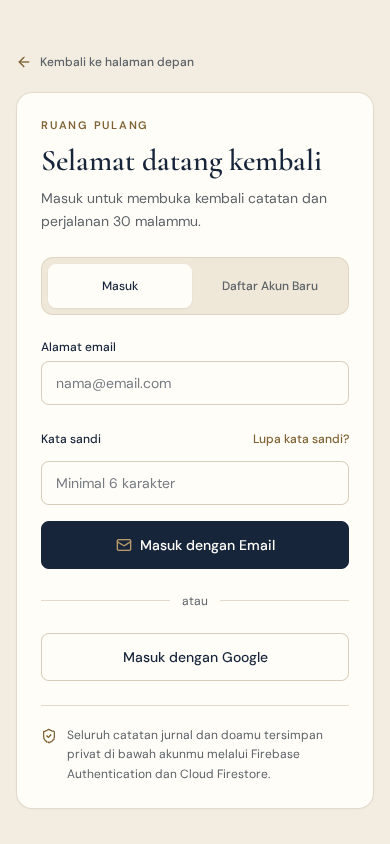 Kembali ke halaman depan
RUANG PULANG
Selamat datang kembali
Masuk untuk membuka kembali catatan dan
perjalanan 30 malammu.
Masuk
Daftar Akun Baru
Alamat email
nama@email.com
Kata sandi
Lupa kata sandi?
Minimal 6 karakter
Masuk dengan Email
atau
Masuk dengan Google
Seluruh catatan jurnal dan doamu tersimpan
privat di bawah akunmu melalui Firebase
Authentication dan Cloud Firestore.